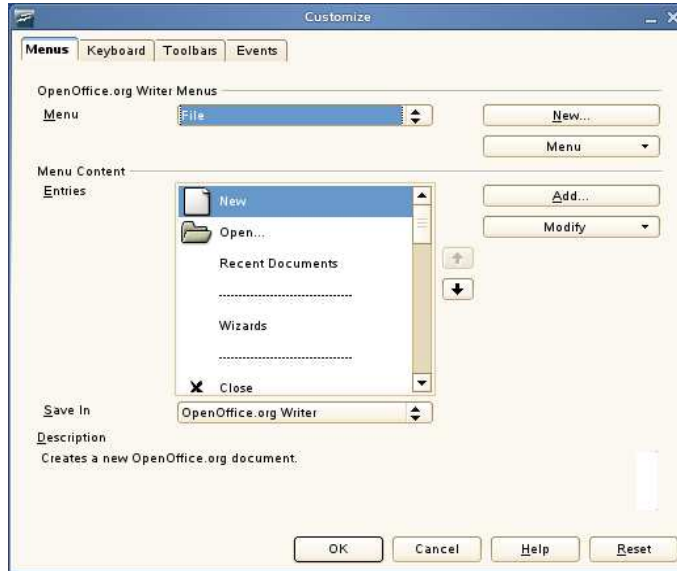 Customize
Menus Keyboard Toolbars Events
OpenOffice.org Writer Menus
Menu File New...
Menu
Menu Content
Entries New Add...
Open... Modify
Recent Documents
--------------------------------
Wizards
--------------------------------
Close
Save In OpenOffice.org Writer
Description
Creates a new OpenOffice.org document.
OK Cancel Help Reset